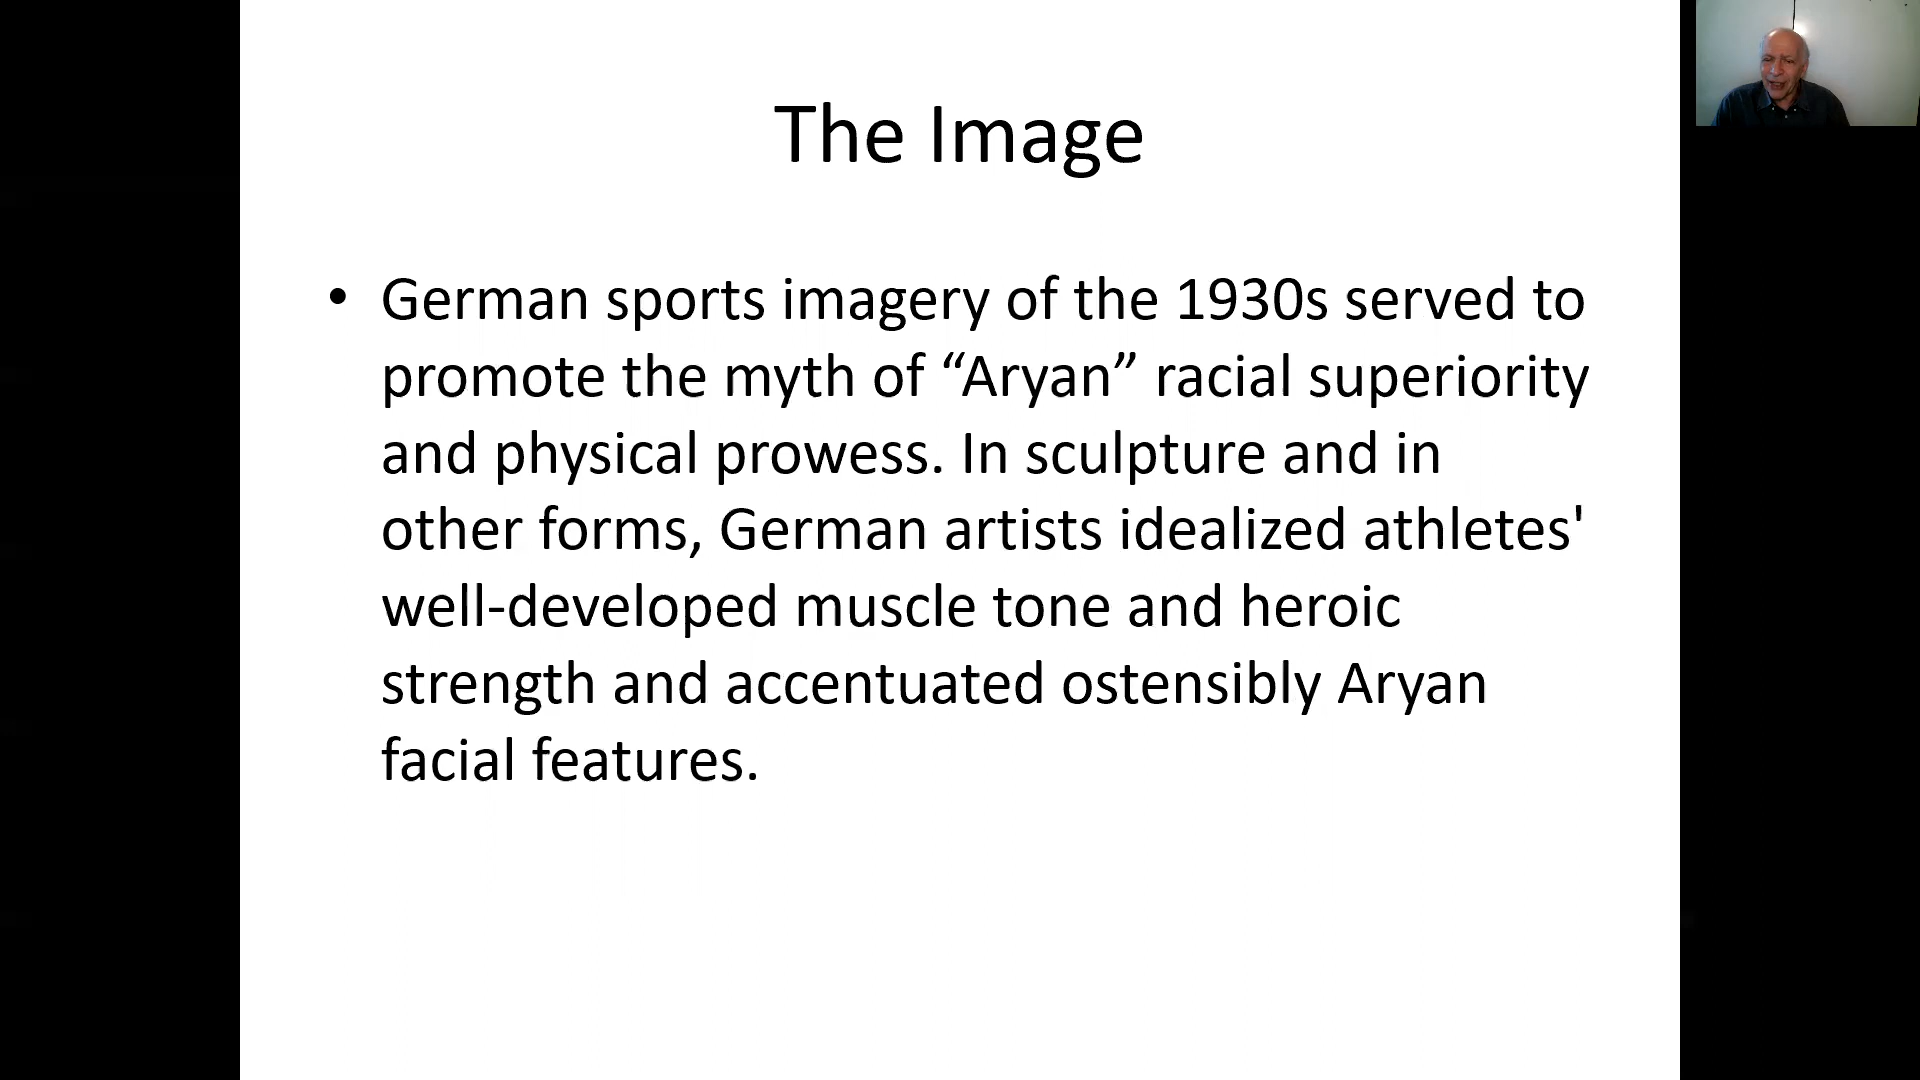 The Image
• German sports imagery of the 1930s served to
promote the myth of “Aryan” racial superiority
and physical prowess. In sculpture and in
other forms, German artists idealized athletes'
well-developed muscle tone and heroic
strength and accentuated ostensibly Aryan
facial features.